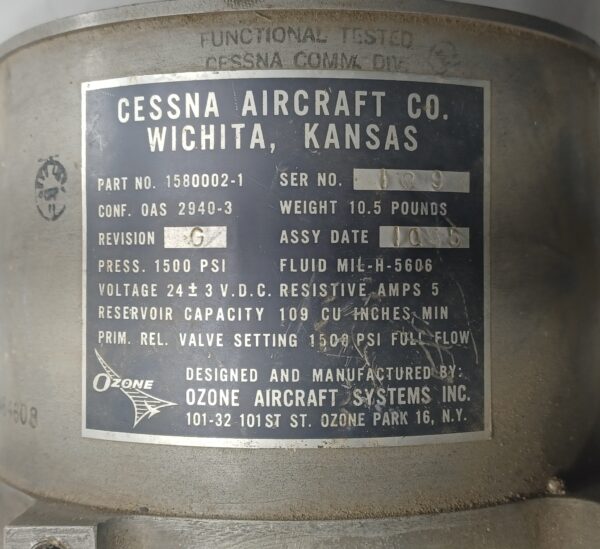 FUNCTIONAL TESTED
CESSNA COMM. DIV.
CESSNA AIRCRAFT CO.
WICHITA, KANSAS
PART NO. 1580002-1 SER NO.
CONF. OAS 2940-3 WEIGHT 10.5 POUNDS
REVISION G ASSY DATE 10 5
PRESS. 1500 PSI FLUID MIL-H-5606
VOLTAGE 24 ± 3 V.D.C. RESISTIVE AMPS 5
RESERVOIR CAPACITY 109 CU INCHES MIN
PRIM. REL. VALVE SETTING 1500 PSI FULL FLOW
OZONE
DESIGNED AND MANUFACTURED BY:
OZONE AIRCRAFT SYSTEMS INC.
101-32 101ST ST. OZONE PARK 16, N.Y.